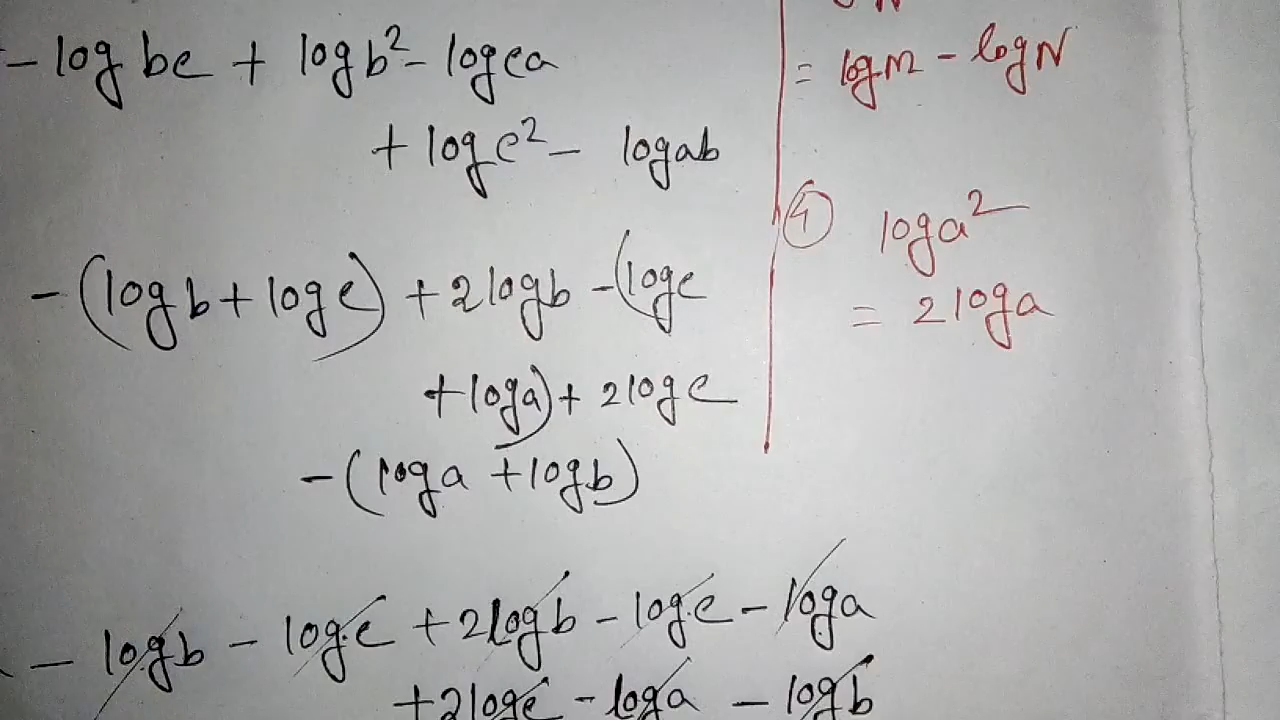 - log bc + log b² - log ca
+ log c² - log ab
- (log b + log c) + 2 log b - (log c
+ log a) + 2 log c
- (log a + log b)
- log b - log c + 2 log b - log c - log a
+ 2 log c - log a - log b
= log M - log N
④ log a²
= 2 log a